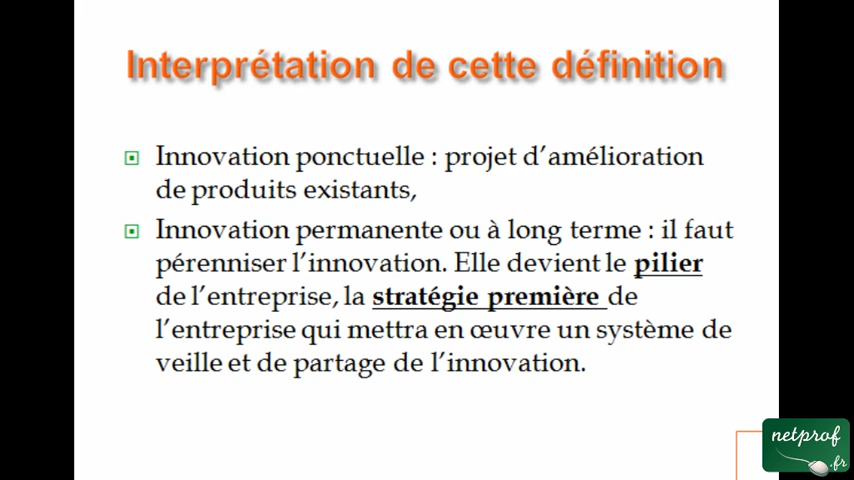 Interprétation de cette définition
Innovation ponctuelle : projet d’amélioration
de produits existants,
Innovation permanente ou à long terme : il faut
pérenniser l’innovation. Elle devient le pilier
de l’entreprise, la stratégie première de
l’entreprise qui mettra en œuvre un système de
veille et de partage de l’innovation.
netprof
.fr